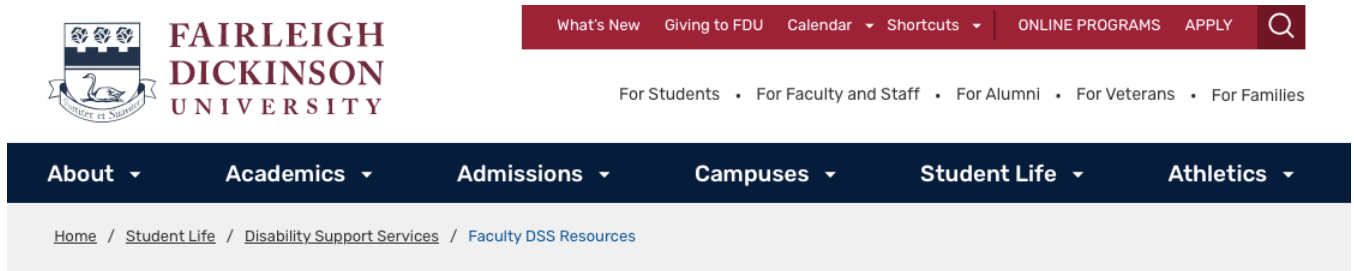 What's New Giving to FDU Calendar Shortcuts ONLINE PROGRAMS APPLY
FAIRLEIGH
DICKINSON
UNIVERSITY
For Students • For Faculty and Staff • For Alumni • For Veterans • For Families
About Academics Admissions Campuses Student Life Athletics
Home / Student Life / Disability Support Services / Faculty DSS Resources